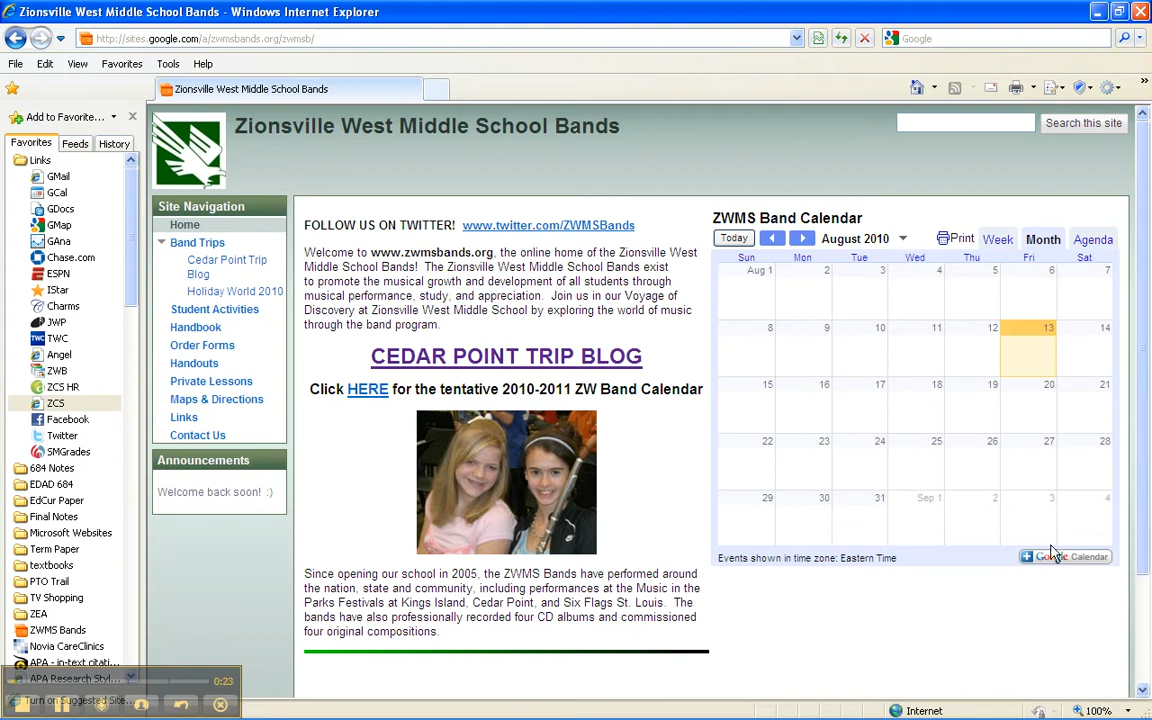 Zionsville West Middle School Bands - Windows Internet Explorer
http://sites.google.com/a/zwmsbands.org/zwmsb/
Google
File Edit View Favorites Tools Help
Zionsville West Middle School Bands
Add to Favorite...
Favorites Feeds History
Links
GMail
GCal
GDocs
GMap
GAna
Chase.com
ESPN
IStar
Charms
JWP
TWC
Angel
ZWB
ZCS HR
ZCS
Facebook
Twitter
SMGrades
684 Notes
EDAD 684
EdCur Paper
Final Notes
Microsoft Websites
Term Paper
textbooks
PTO Trail
TV Shopping
ZEA
ZWMS Bands
Novia CareClinics
APA - in-text citati...
APA Research Styl...
Turn on Suggested Site...
0:23
Zionsville West Middle School Bands
Search this site
Site Navigation
Home
Band Trips
Cedar Point Trip
Blog
Holiday World 2010
Student Activities
Handbook
Order Forms
Handouts
Private Lessons
Maps & Directions
Links
Contact Us
Announcements
Welcome back soon! :)
FOLLOW US ON TWITTER! www.twitter.com/ZWMSBands
Welcome to www.zwmsbands.org, the online home of the Zionsville West
Middle School Bands! The Zionsville West Middle School Bands exist
to promote the musical growth and development of all students through
musical performance, study, and appreciation. Join us in our Voyage of
Discovery at Zionsville West Middle School by exploring the world of music
through the band program.
CEDAR POINT TRIP BLOG
Click HERE for the tentative 2010-2011 ZW Band Calendar
Since opening our school in 2005, the ZWMS Bands have performed around
the nation, state and community, including performances at the Music in the
Parks Festivals at Kings Island, Cedar Point, and Six Flags St. Louis. The
bands have also professionally recorded four CD albums and commissioned
four original compositions.
ZWMS Band Calendar
Today August 2010 Print Week Month Agenda
Sun Mon Tue Wed Thu Fri Sat
Aug 1 2 3 4 5 6 7
8 9 10 11 12 13 14
15 16 17 18 19 20 21
22 23 24 25 26 27 28
29 30 31 Sep 1 2 3 4
Events shown in time zone: Eastern Time
Google Calendar
Internet 100%